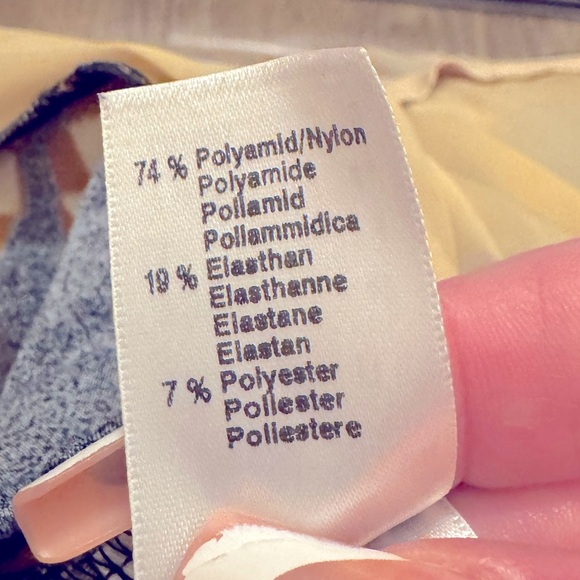 74 % Polyamid/Nylon
Polyamide
Poliamid
Poliammidica
19 % Elasthan
Elasthanne
Elastane
Elastan
7 % Polyester
Poliester
Poliestere